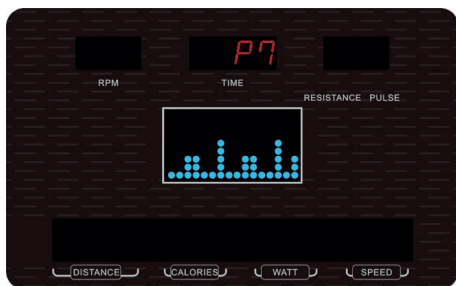 P7
RPM TIME
RESISTANCE PULSE
DISTANCE CALORIES WATT SPEED